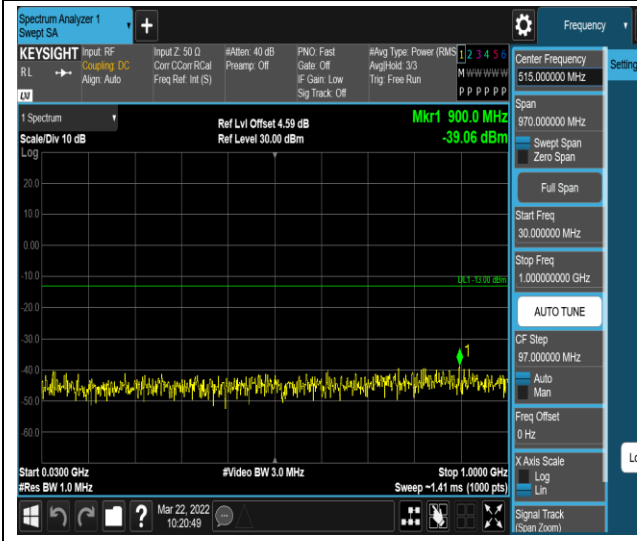 Spectrum Analyzer 1
Swept SA
Frequency
KEYSIGHT
RL
LXI
Input: RF
Coupling: DC
Align: Auto
Input Z: 50 Ω
Corr CCorr RCal
Freq Ref: Int (S)
#Atten: 40 dB
Preamp: Off
PNO: Fast
Gate: Off
IF Gain: Low
Sig Track: Off
#Avg Type: Power (RMS
Avg|Hold: 3/3
Trig: Free Run
1 2 3 4 5 6
M W W W W W
P P P P P P
1 Spectrum
Scale/Div 10 dB
Log
Ref Lvl Offset 4.59 dB
Ref Level 30.00 dBm
Mkr1 900.0 MHz
-39.06 dBm
20.0
10.0
0.00
-10.0
DL1 -13.00 dBm
-20.0
-30.0
1
-40.0
-50.0
-60.0
Start 0.0300 GHz
#Res BW 1.0 MHz
#Video BW 3.0 MHz
Stop 1.0000 GHz
Sweep ~1.41 ms (1000 pts)
?
Mar 22, 2022
10:20:49
Center Frequency
515.000000 MHz
Settings
Span
970.000000 MHz
Swept Span
Zero Span
Full Span
Start Freq
30.000000 MHz
Stop Freq
1.000000000 GHz
AUTO TUNE
CF Step
97.000000 MHz
Auto
Man
Freq Offset
0 Hz
X Axis Scale
Log
Lin
Lo
Signal Track
(Span Zoom)